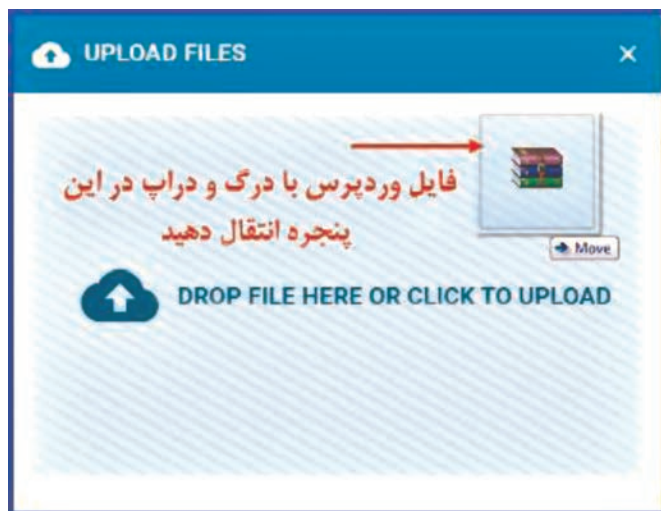 UPLOAD FILES
فایل وردپرس با درگ و دراپ در این
پنجره انتقال دهید
Move
DROP FILE HERE OR CLICK TO UPLOAD